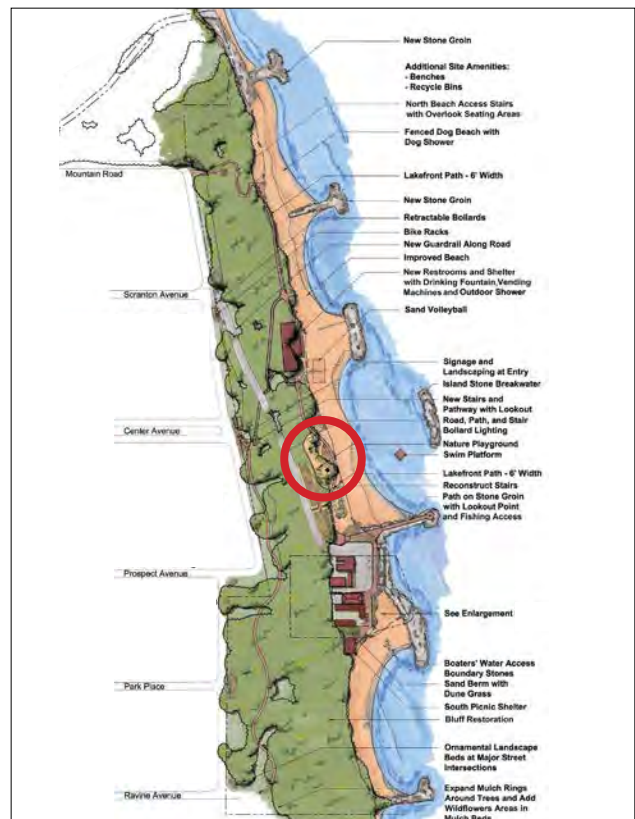 New Stone Groin
Additional Site Amenities:
- Benches
- Recycle Bins
North Beach Access Stairs
with Overlook Seating Areas
Fenced Dog Beach with
Dog Shower
Mountain Road
Lakefront Path - 6' Width
New Stone Groin
Retractable Bollards
Bike Racks
New Guardrail Along Road
Improved Beach
New Restrooms and Shelter
with Drinking Fountain,Vending
Machines and Outdoor Shower
Scranton Avenue
Sand Volleyball
Signage and
Landscaping at Entry
Island Stone Breakwater
New Stairs and
Pathway with Lookout
Road, Path, and Stair
Bollard Lighting
Center Avenue
Nature Playground
Swim Platform
Lakefront Path - 6' Width
Reconstruct Stairs
Path on Stone Groin
with Lookout Point
and Fishing Access
Prospect Avenue
See Enlargement
Boaters' Water Access
Boundary Stones
Sand Berm with
Dune Grass
Park Place
South Picnic Shelter
Bluff Restoration
Ornamental Landscape
Beds at Major Street
Intersections
Ravine Avenue
Expand Mulch Rings
Around Trees and Add
Wildflowers Areas in
Mulch Beds